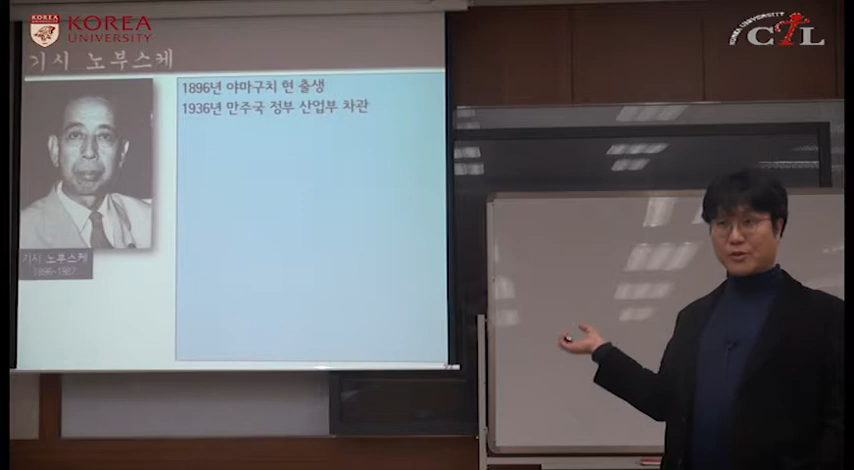 KOREA
KOREA
UNIVERSITY
KOREA UNIVERSITY
CTL
기시 노부스케
1896년 야마구치 현 출생
1936년 만주국 정부 산업부 차관
기시 노부스케
1896-1987